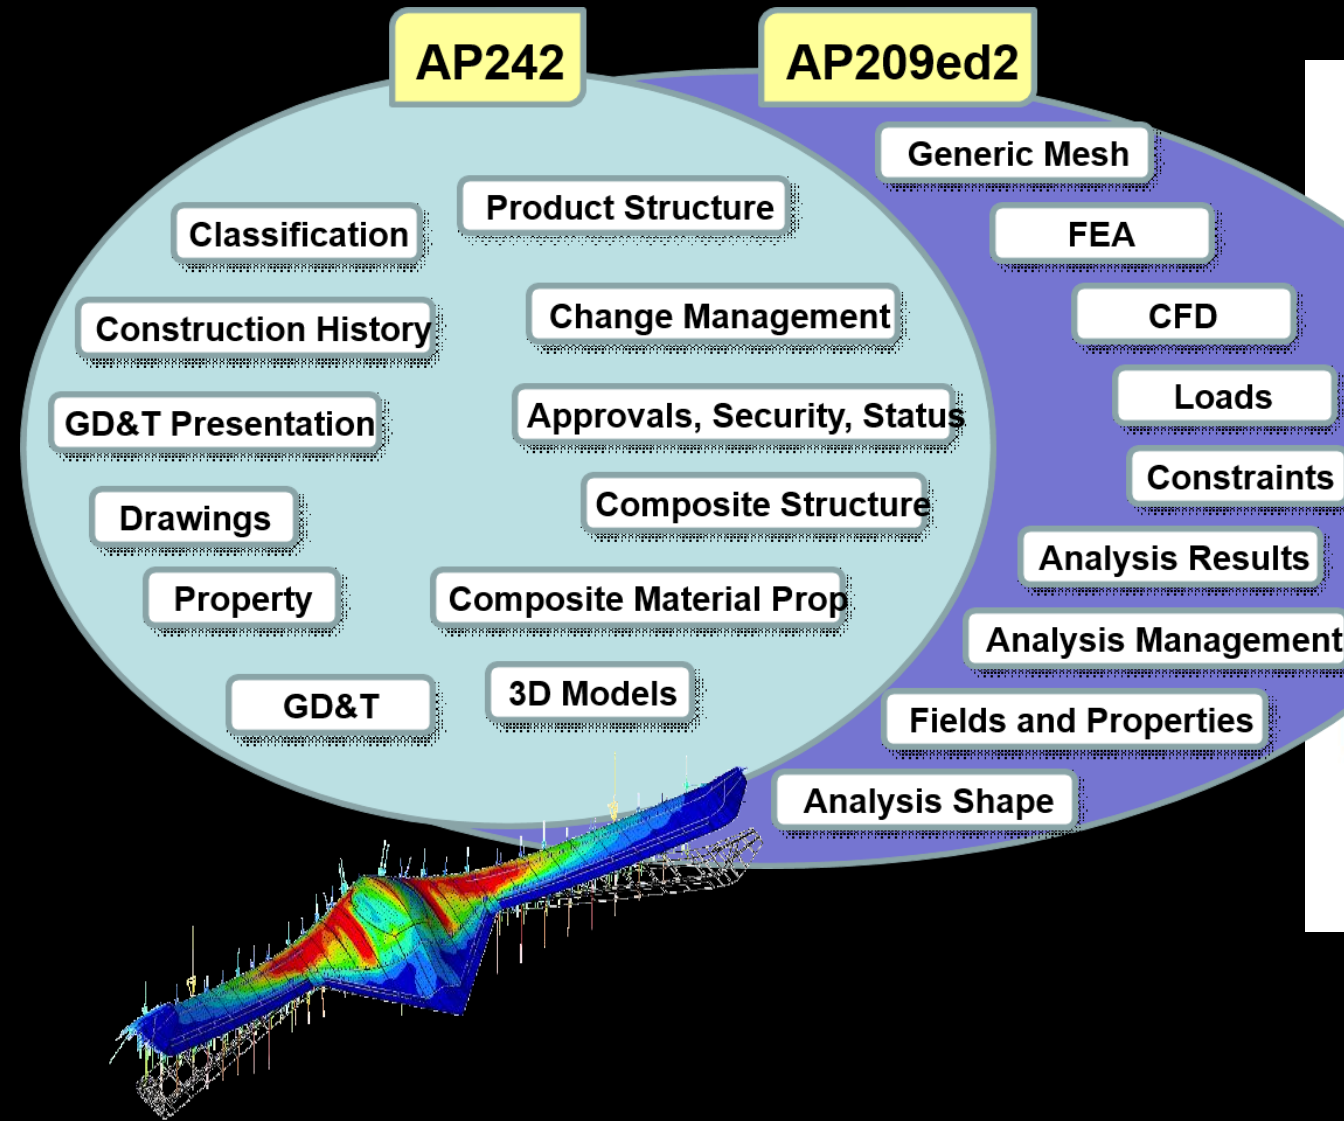 AP242
AP209ed2
Generic Mesh
Product Structure
Classification
FEA
Construction History
Change Management
CFD
GD&T Presentation
Approvals, Security, Status
Loads
Constraints
Drawings
Composite Structure
Analysis Results
Property
Composite Material Prop
Analysis Management
GD&T
3D Models
Fields and Properties
Analysis Shape